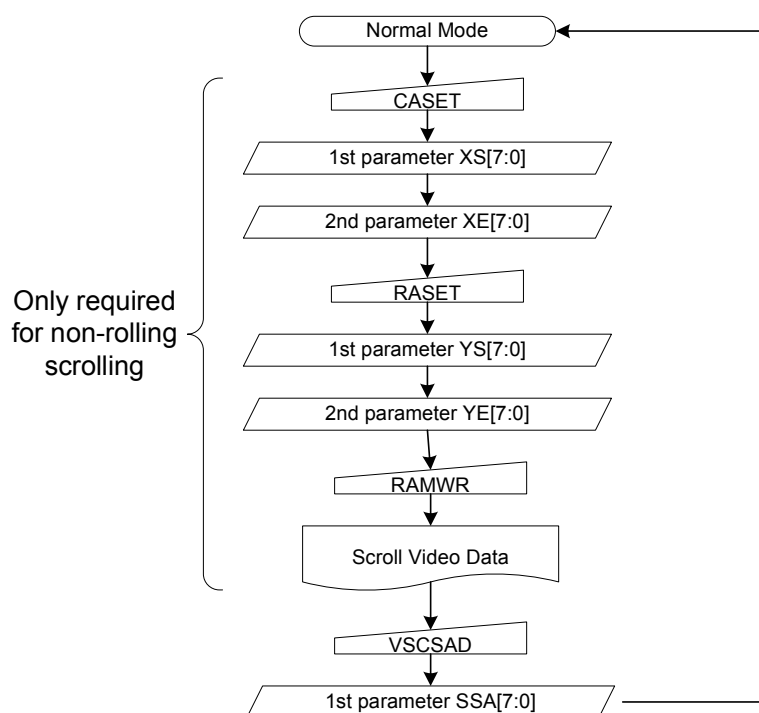 Normal Mode
CASET
1st parameter XS[7:0]
2nd parameter XE[7:0]
RASET
Only required
for non-rolling
scrolling
1st parameter YS[7:0]
2nd parameter YE[7:0]
RAMWR
Scroll Video Data
VSCSAD
1st parameter SSA[7:0]